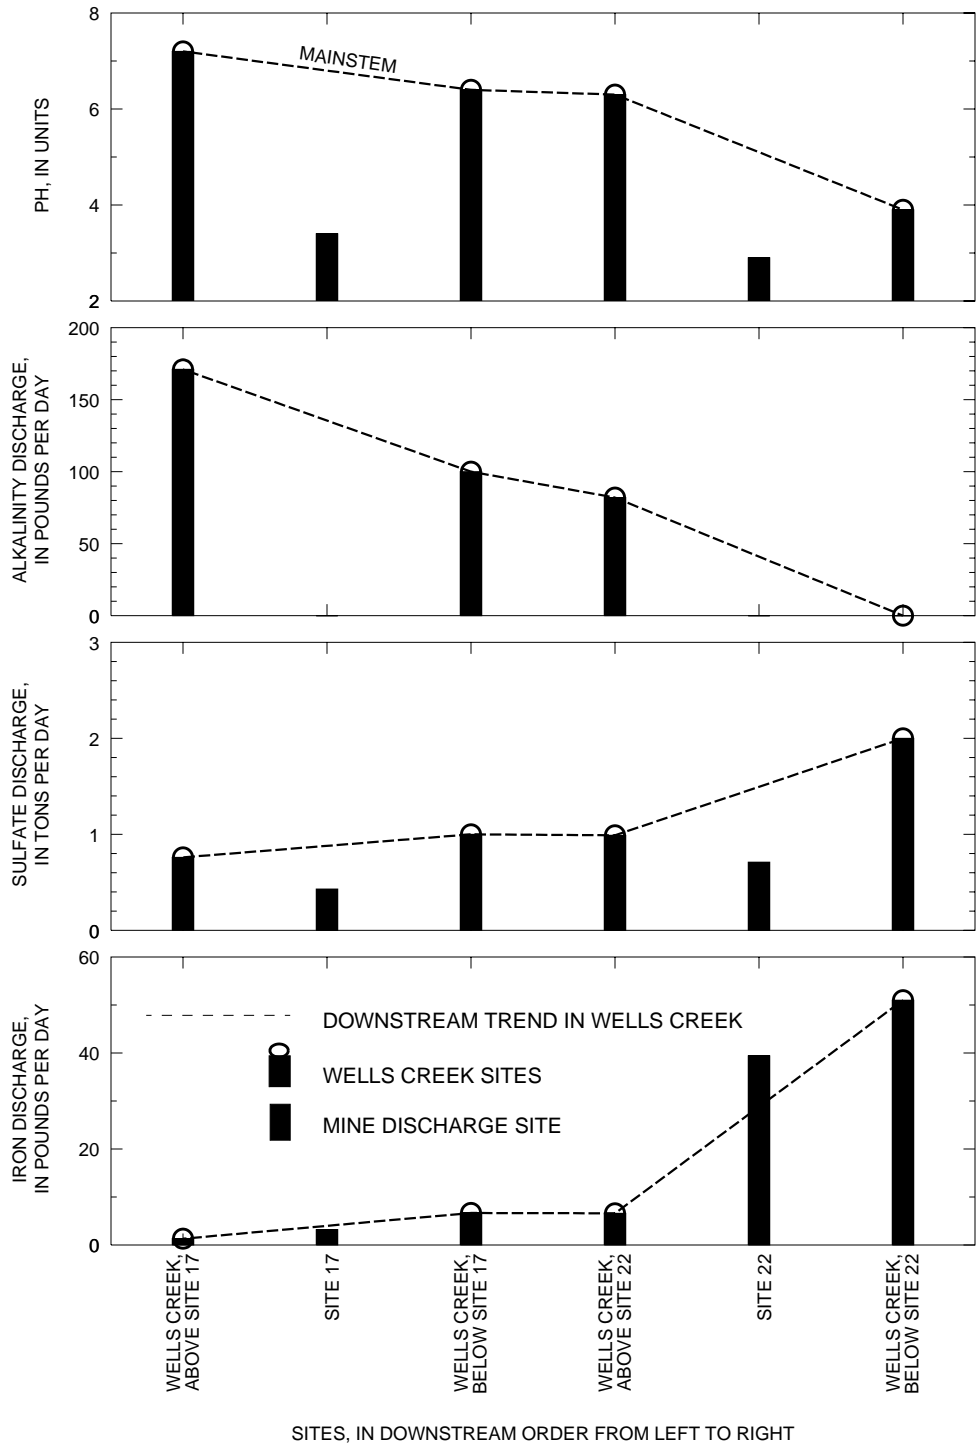 8
6
4
2
PH, IN UNITS
MAINSTEM
200
150
100
50
0
ALKALINITY DISCHARGE,
IN POUNDS PER DAY
3
2
1
0
SULFATE DISCHARGE,
IN TONS PER DAY
60
40
20
0
IRON DISCHARGE,
IN POUNDS PER DAY
DOWNSTREAM TREND IN WELLS CREEK
WELLS CREEK SITES
MINE DISCHARGE SITE
WELLS CREEK,
ABOVE SITE 17
SITE 17
WELLS CREEK,
BELOW SITE 17
WELLS CREEK,
ABOVE SITE 22
SITE 22
WELLS CREEK,
BELOW SITE 22
SITES, IN DOWNSTREAM ORDER FROM LEFT TO RIGHT